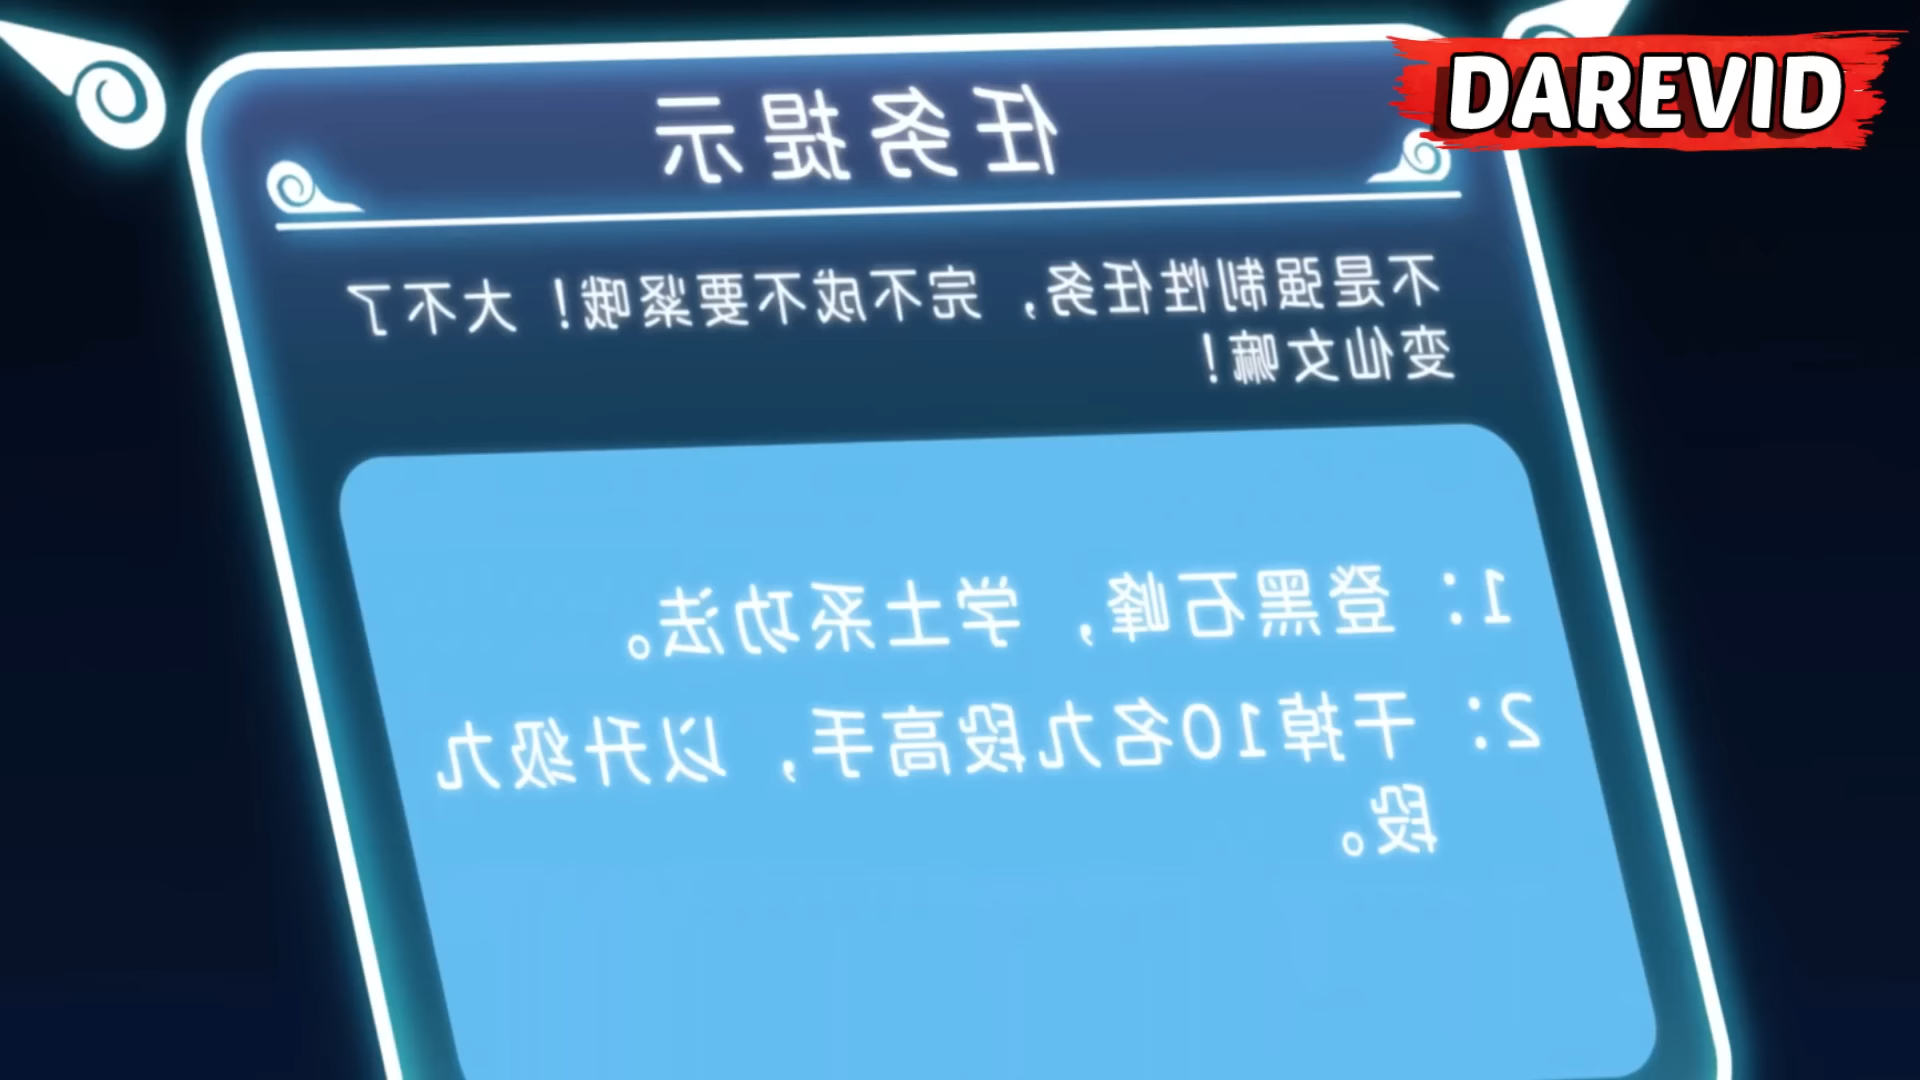 DAREVID
任务提示
不是强制性任务，完不成不要紧哦！大不了
变仙女嘛！
1：登黑石峰，学土系功法。
2：干掉10名九段高手，以升级九
段。